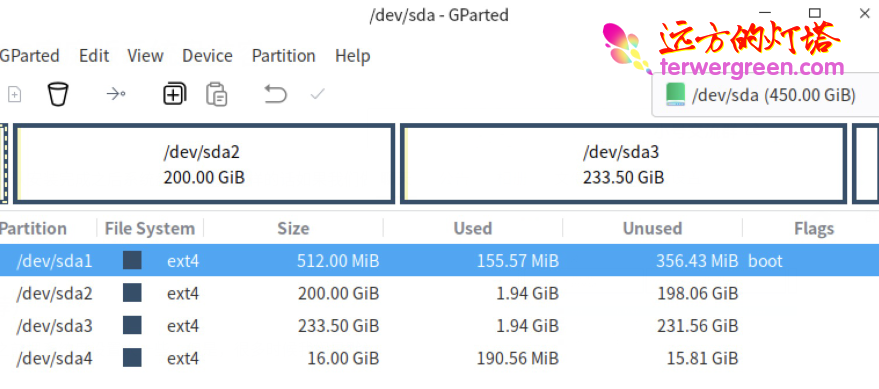 /dev/sda - GParted
远方的灯塔
terwergreen.com
GParted Edit View Device Partition Help
/dev/sda (450.00 GiB)
/dev/sda2
200.00 GiB
/dev/sda3
233.50 GiB
Partition File System Size Used Unused Flags
/dev/sda1 ext4 512.00 MiB 155.57 MiB 356.43 MiB boot
/dev/sda2 ext4 200.00 GiB 1.94 GiB 198.06 GiB
/dev/sda3 ext4 233.50 GiB 1.94 GiB 231.56 GiB
/dev/sda4 ext4 16.00 GiB 190.56 MiB 15.81 GiB